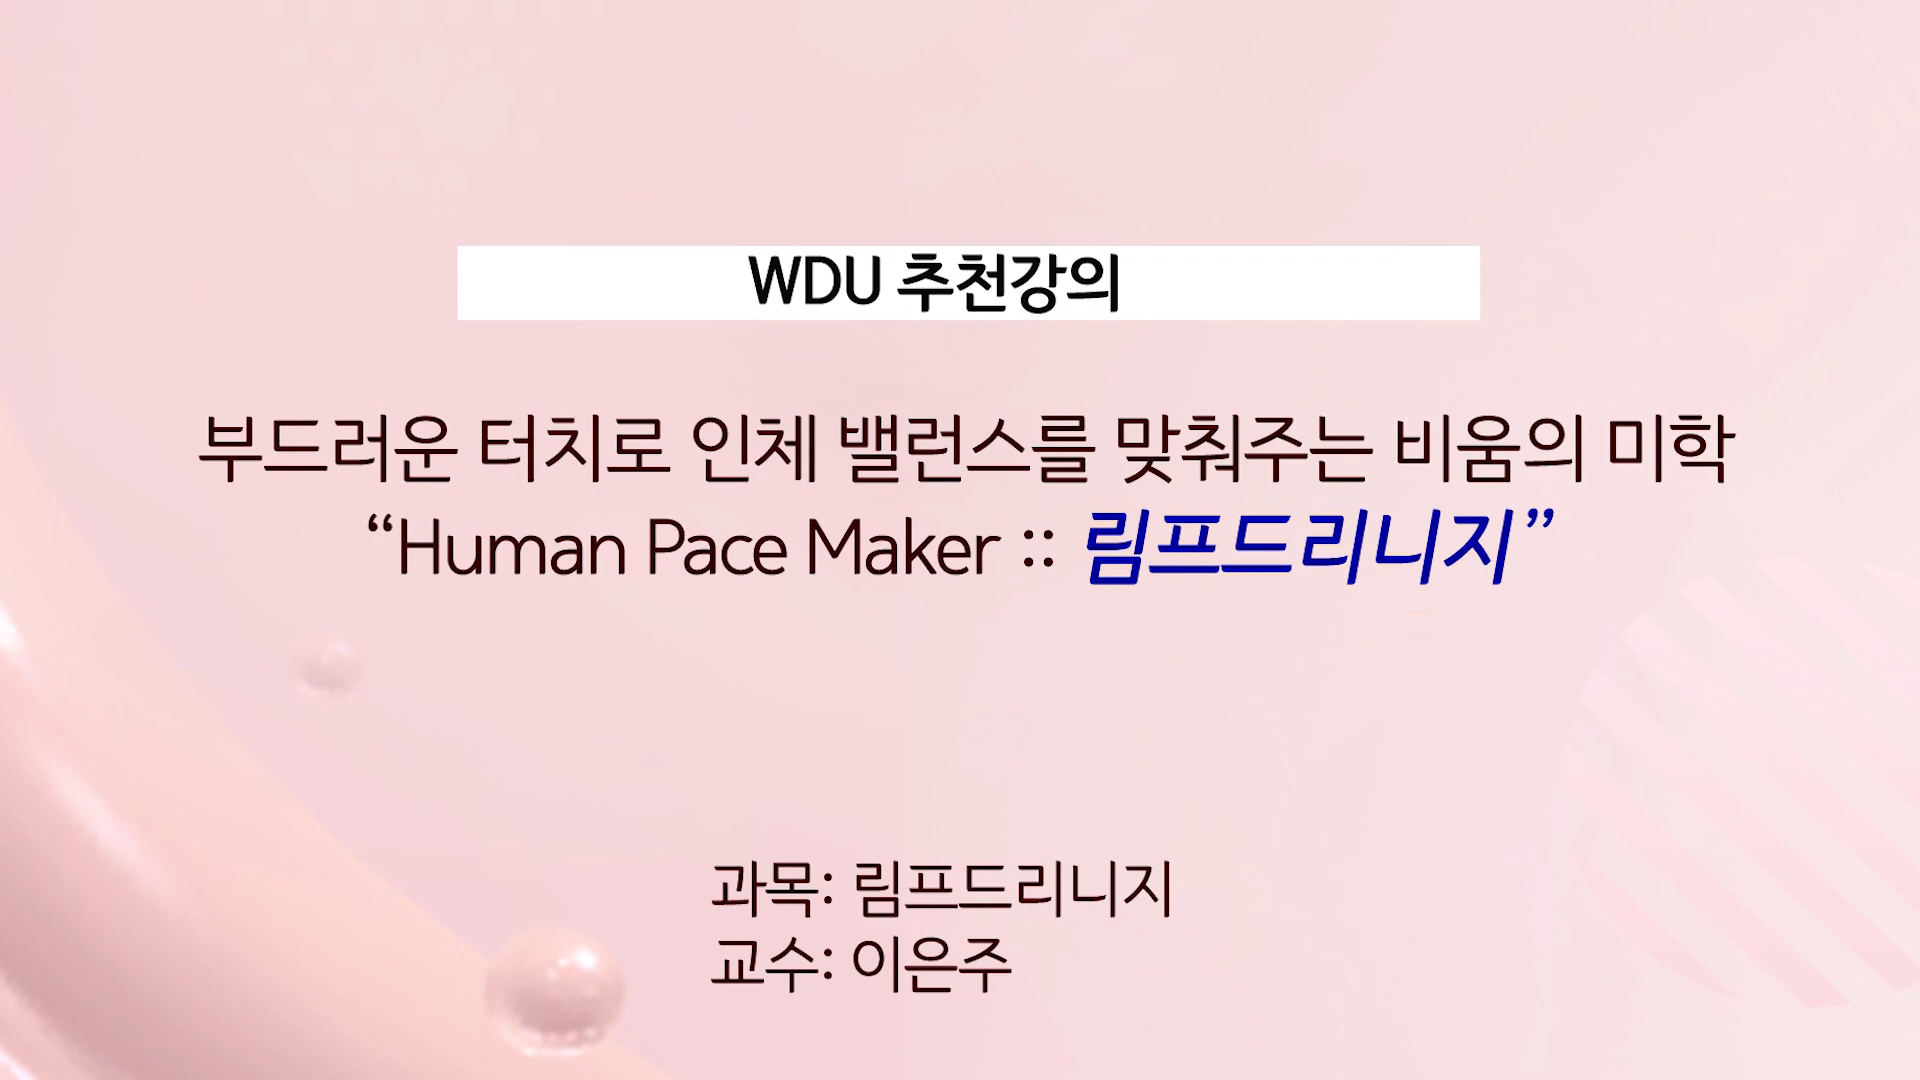 WDU 추천강의
부드러운 터치로 인체 밸런스를 맞춰주는 비움의 미학
“Human Pace Maker :: 림프드리니지”
과목: 림프드리니지
교수: 이은주